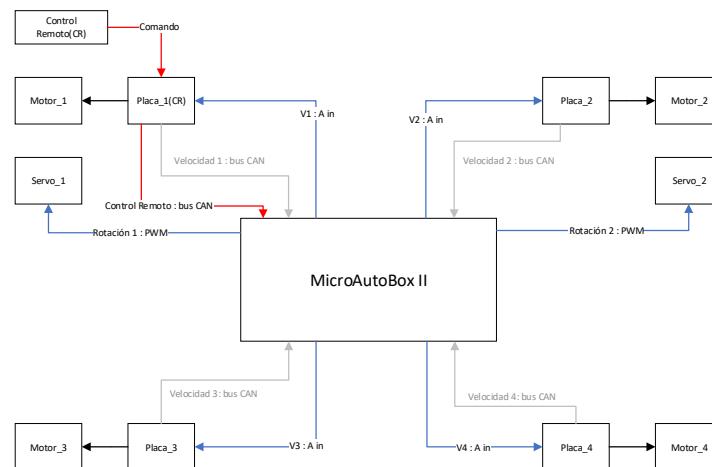 Control
Remoto(CR)
Comando
Motor_1
Placa_1(CR)
V1 : A in
V2 : A in
Placa_2
Motor_2
Velocidad 1 : bus CAN
Velocidad 2 : bus CAN
Servo_1
Servo_2
Control Remoto : bus CAN
Rotación 1 : PWM
Rotación 2 : PWM
MicroAutoBox II
Velocidad 3: bus CAN
Velocidad 4: bus CAN
Motor_3
Placa_3
V3 : A in
V4 : A in
Placa_4
Motor_4